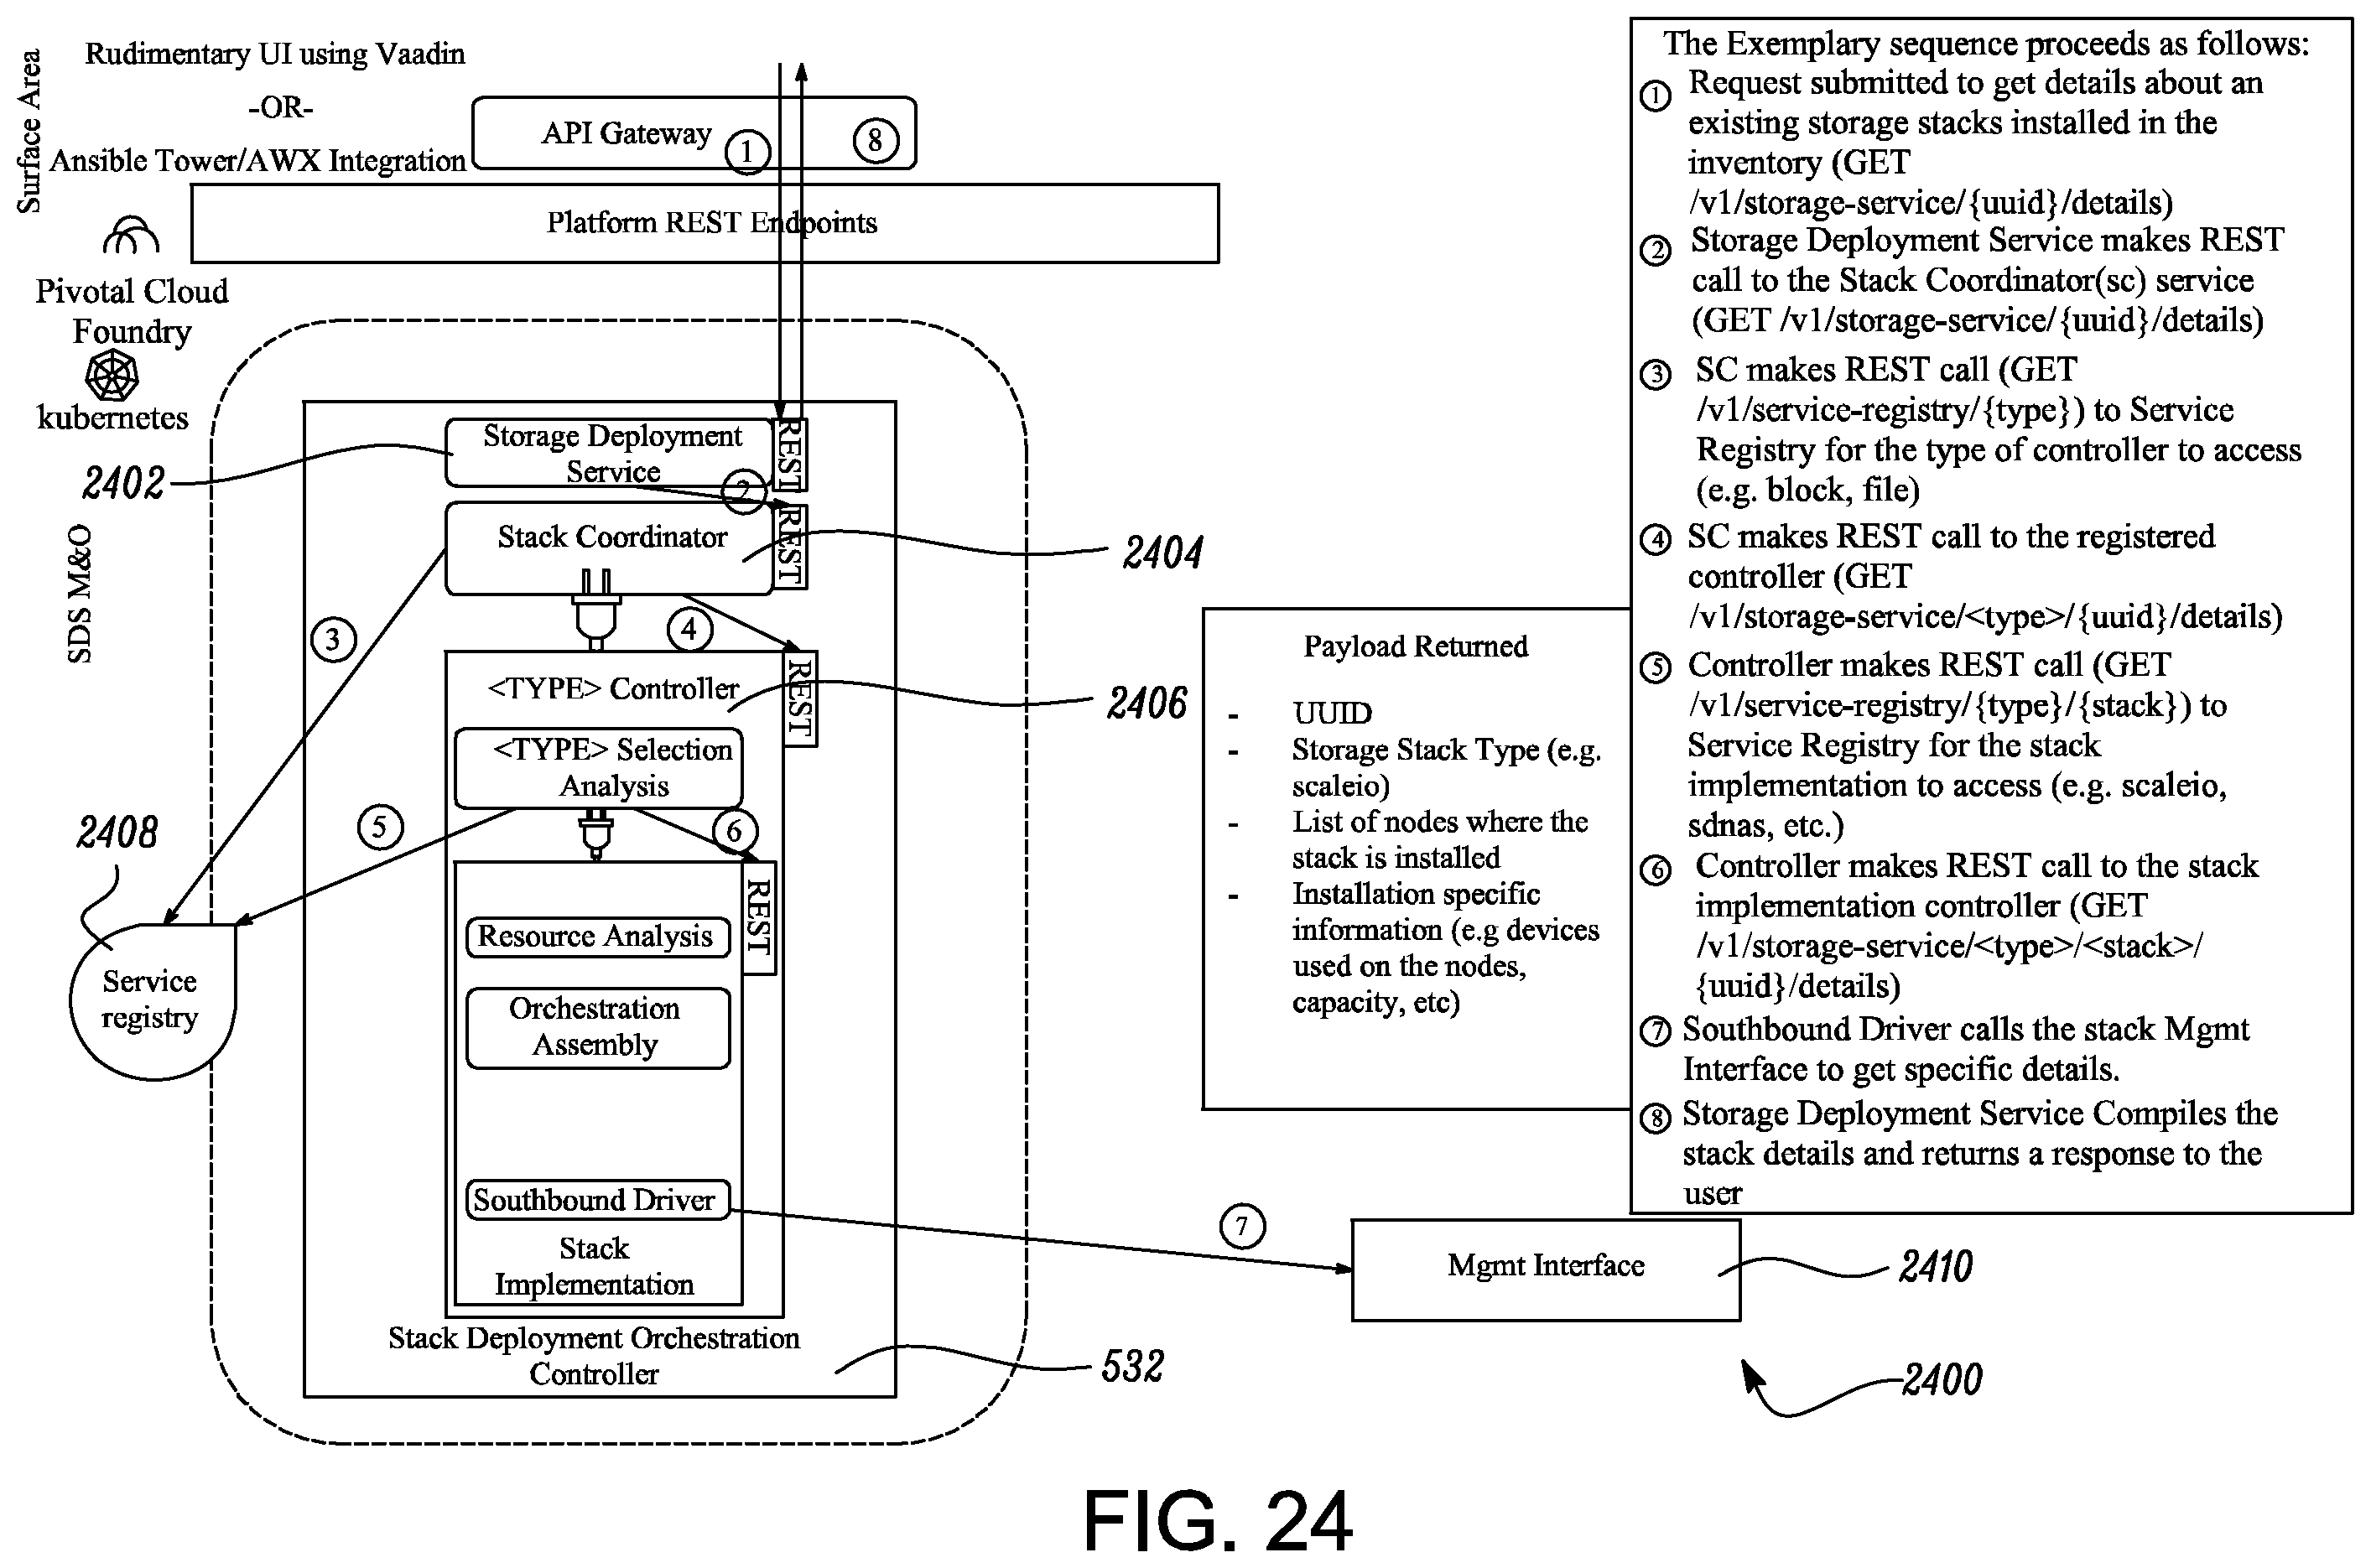 Surface Area
Rudimentary UI using Vaadin
-OR-
Ansible Tower/AWX Integration
API Gateway
1
8
Platform REST Endpoints
Pivotal Cloud
Foundry
kubernetes
SDS M&O
Storage Deployment
Service
REST
2402
2
Stack Coordinator
REST
2404
3
4
<TYPE> Controller
REST
2406
<TYPE> Selection
Analysis
5
6
2408
REST
Service
registry
Resource Analysis
Orchestration
Assembly
Southbound Driver
Stack
Implementation
Stack Deployment Orchestration
Controller
532
7
Mgmt Interface
2410
2400
Payload Returned
- UUID
- Storage Stack Type (e.g.
scaleio)
- List of nodes where the
stack is installed
- Installation specific
information (e.g devices
used on the nodes,
capacity, etc)
The Exemplary sequence proceeds as follows:
1 Request submitted to get details about an
existing storage stacks installed in the
inventory (GET
/v1/storage-service/{uuid}/details)
2 Storage Deployment Service makes REST
call to the Stack Coordinator(sc) service
(GET /v1/storage-service/{uuid}/details)
3 SC makes REST call (GET
/v1/service-registry/{type}) to Service
Registry for the type of controller to access
(e.g. block, file)
4 SC makes REST call to the registered
controller (GET
/v1/storage-service/<type>/{uuid}/details)
5 Controller makes REST call (GET
/v1/service-registry/{type}/{stack}) to
Service Registry for the stack
implementation to access (e.g. scaleio,
sdnas, etc.)
6 Controller makes REST call to the stack
implementation controller (GET
/v1/storage-service/<type>/<stack>/
{uuid}/details)
7 Southbound Driver calls the stack Mgmt
Interface to get specific details.
8 Storage Deployment Service Compiles the
stack details and returns a response to the
user
FIG. 24